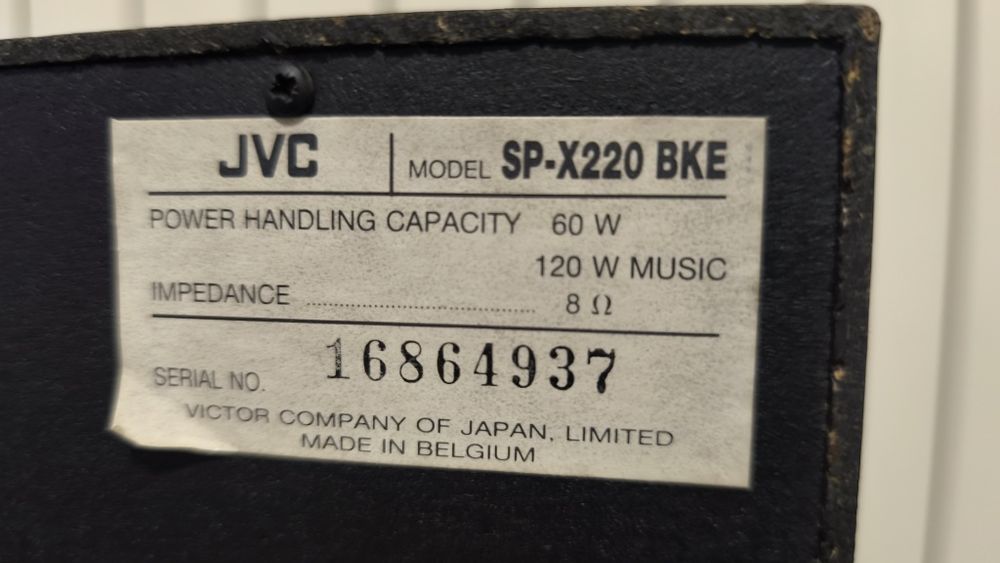 JVC MODEL SP-X220 BKE
POWER HANDLING CAPACITY 60 W
120 W MUSIC
IMPEDANCE ........................................ 8 Ω
SERIAL NO. 16864937
VICTOR COMPANY OF JAPAN, LIMITED
MADE IN BELGIUM